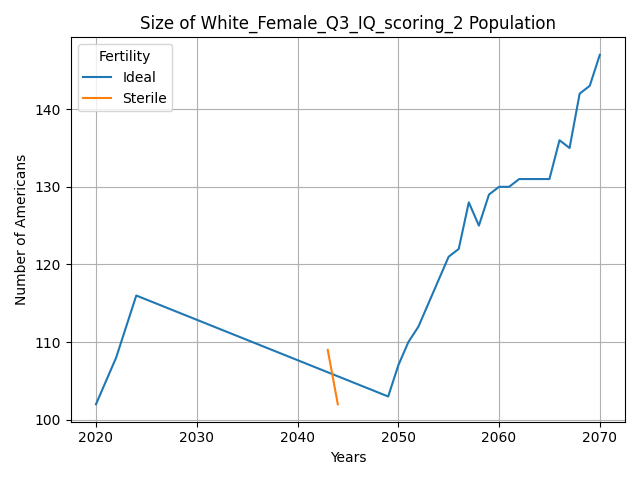 Size of White_Female_Q3_IQ_scoring_2 Population
Fertility
Ideal
Sterile
Number of Americans
140
130
120
110
100
2020 2030 2040 2050 2060 2070
Years